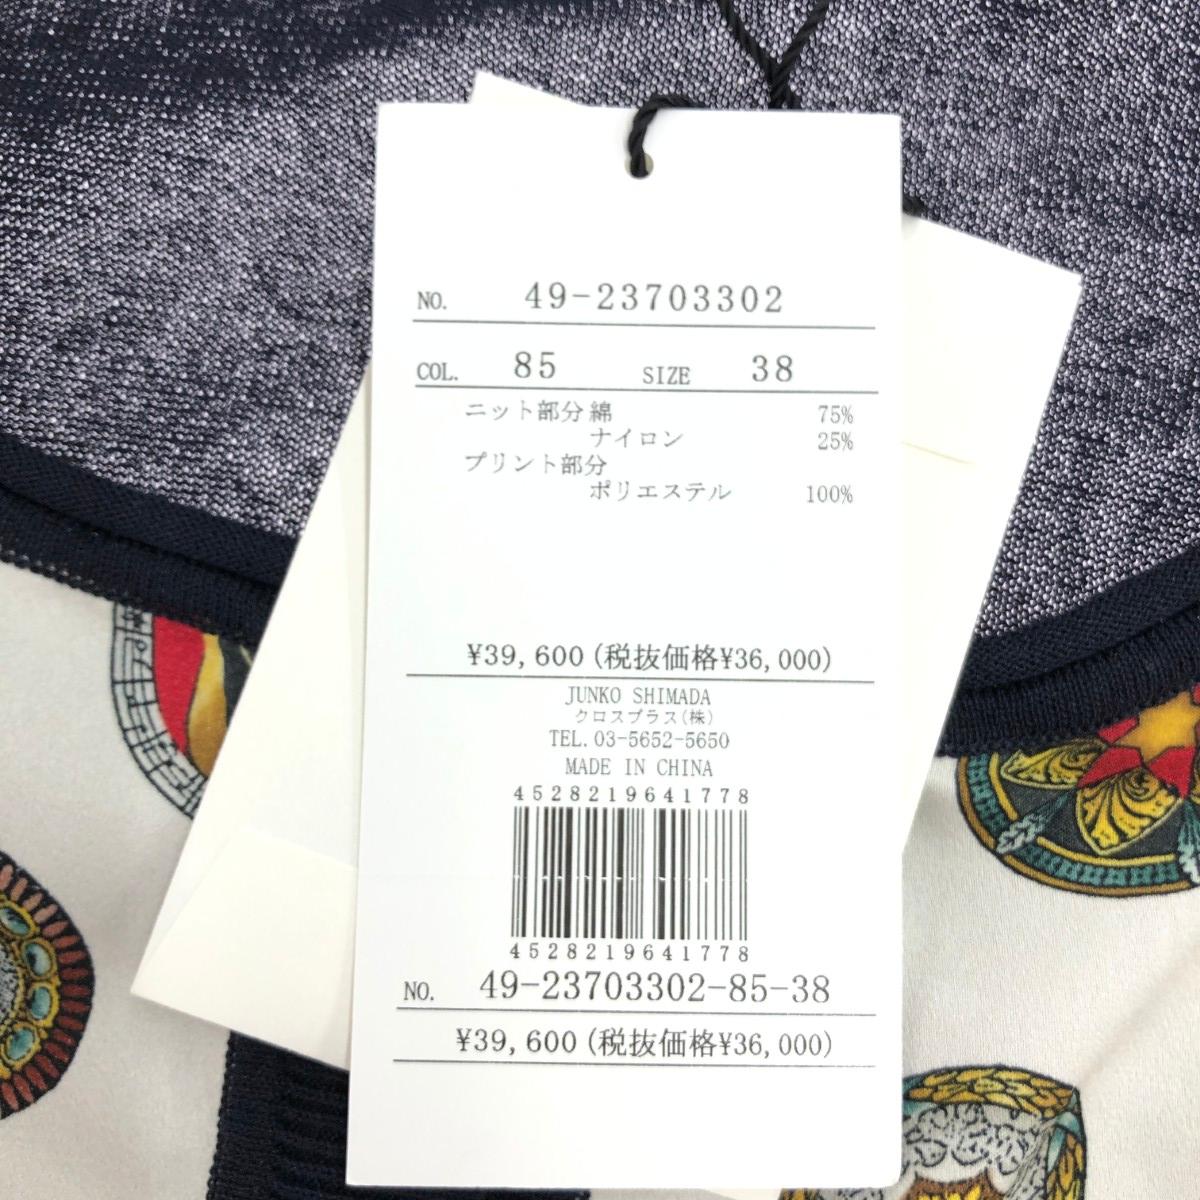 NO. 49-23703302
COL. 85 SIZE 38
ニット部分 綿 75%
ナイロン 25%
プリント部分
ポリエステル 100%
¥39,600 (税抜価格¥36,000)
JUNKO SHIMADA
クロスプラス(株)
TEL. 03-5652-5650
MADE IN CHINA
4528219641778
4528219641778
NO. 49-23703302-85-38
¥39,600 (税抜価格¥36,000)